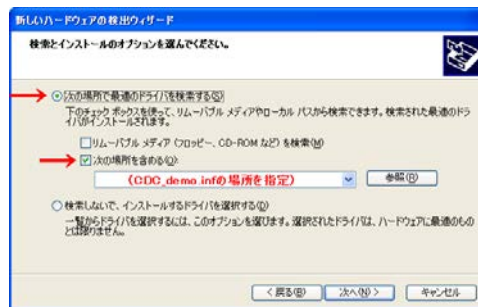 新しいハードウェアの検出ウィザード
検索とインストールのオプションを選んでください。
次の場所で最適のドライバを検索する(S)
下のチェック ボックスを使って、リムーバブル メディアやローカル パスから検索できます。検索された最適のドラ
イバがインストールされます。
リムーバブル メディア (フロッピー、CD-ROM など) を検索(M)
次の場所を含める(O):
(CDC_demo.infの場所を指定)
参照(R)
検索しないで、インストールするドライバを選択する(D)
一覧からドライバを選択するには、このオプションを選びます。選択されたドライバは、ハードウェアに最適のもの
とは限りません。
< 戻る(B)
次へ(N) >
キャンセル